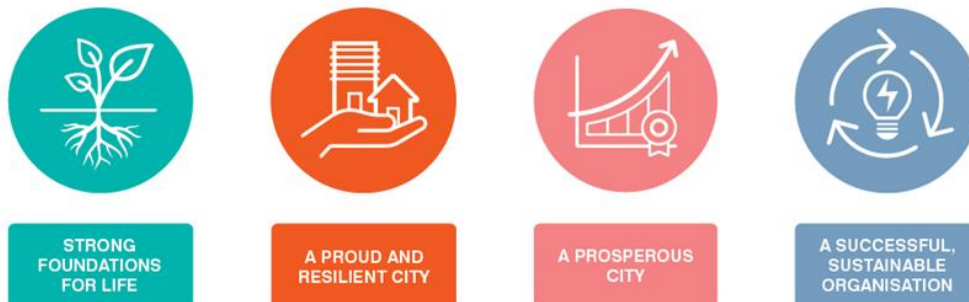 STRONG
FOUNDATIONS
FOR LIFE
A PROUD AND
RESILIENT CITY
A PROSPEROUS
CITY
A SUCCESSFUL,
SUSTAINABLE
ORGANISATION